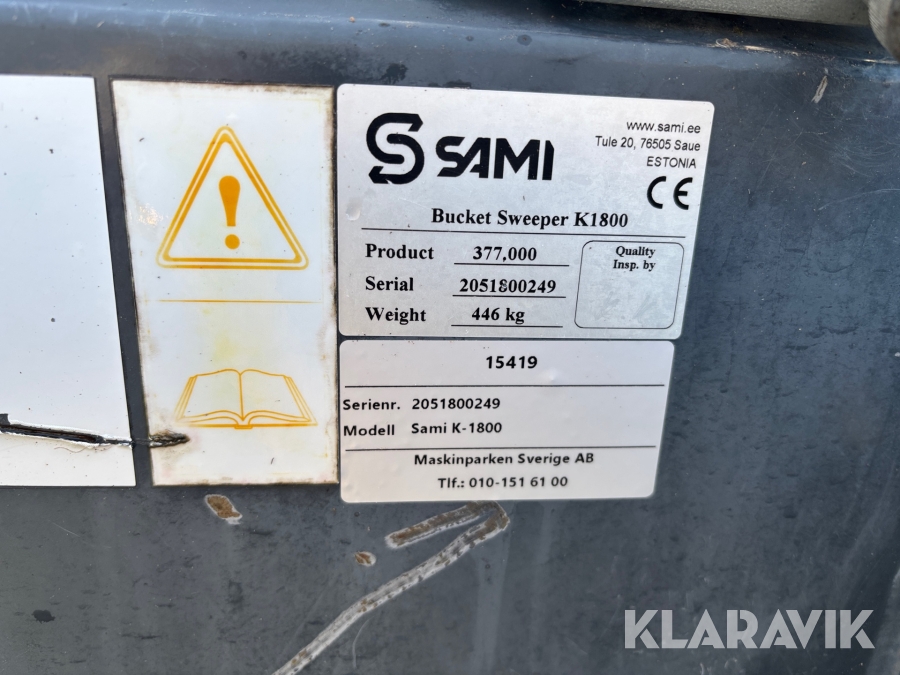 SAMI
www.sami.ee
Tule 20, 76505 Saue
ESTONIA
CE
Bucket Sweeper K1800
Product 377,000
Serial 2051800249
Weight 446 kg
Quality
Insp. by
15419
Serienr. 2051800249
Modell Sami K-1800
Maskinparken Sverige AB
Tlf.: 010-151 61 00
KLARAVIK